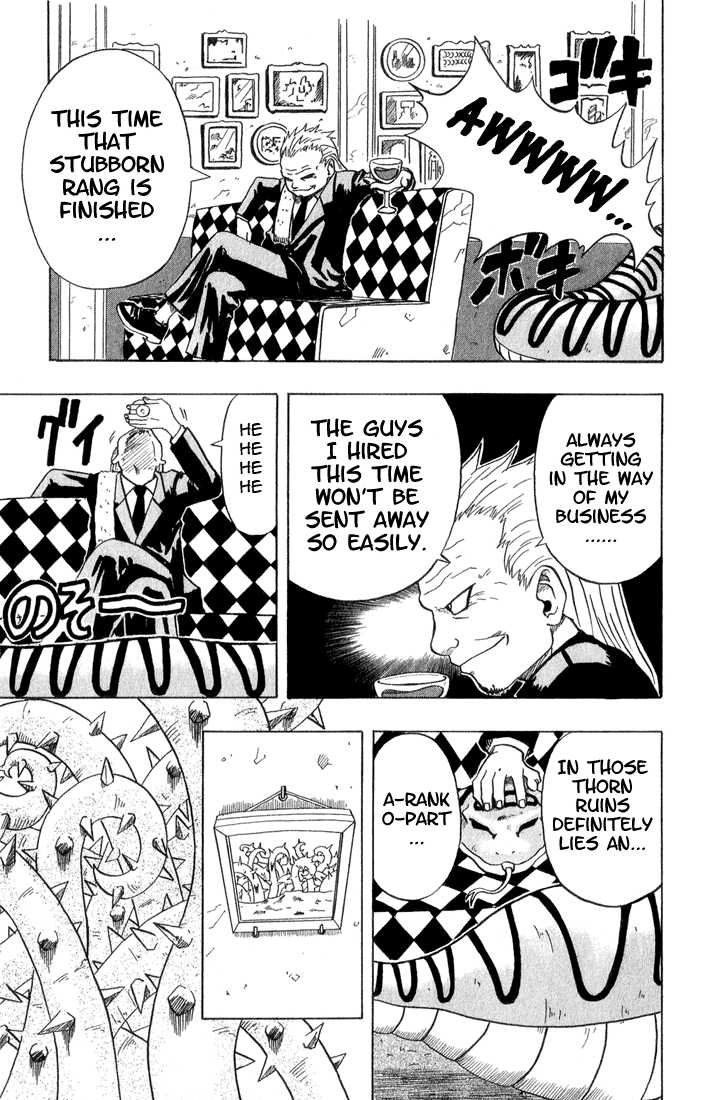 ゴキ
AWWWW...
ボキ
THIS TIME
THAT
STUBBORN
RANG IS
FINISHED
...
ALWAYS
GETTING
IN THE WAY
OF MY
BUSINESS
......
THE GUYS
I HIRED
THIS TIME
WON'T BE
SENT AWAY
SO EASILY.
HE
HE
HE
HE
グイ
のそー
IN THOSE
THORN
RUINS
DEFINITELY
LIES AN...
A-RANK
O-PART
...